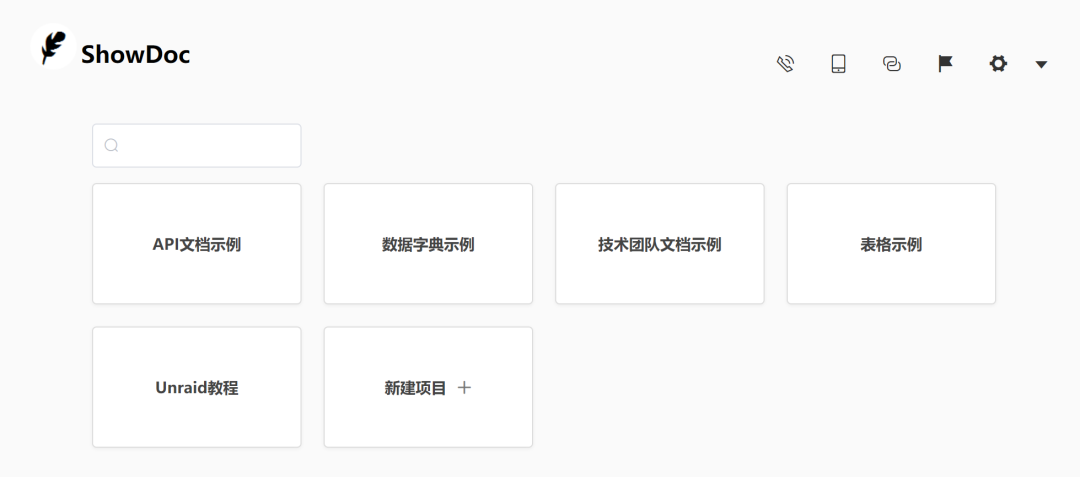 ShowDoc
API文档示例
数据字典示例
技术团队文档示例
表格示例
Unraid教程
新建项目